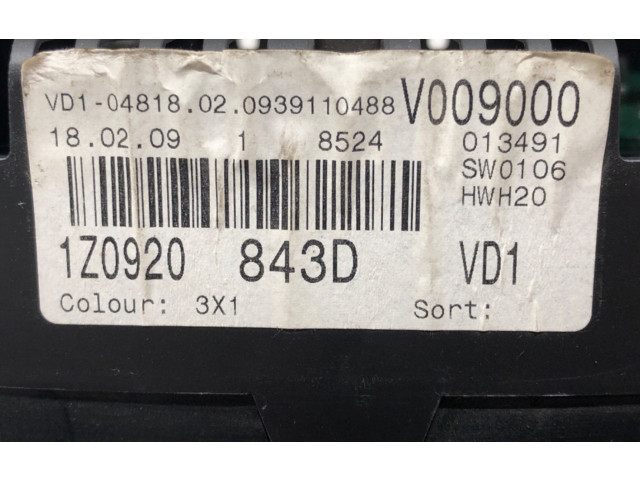 VD1-04818.02.0939110488 V009000
18.02.09 1 8524 013491
SW0106
HWH20
1Z0920 843D VD1
Colour: 3X1 Sort: